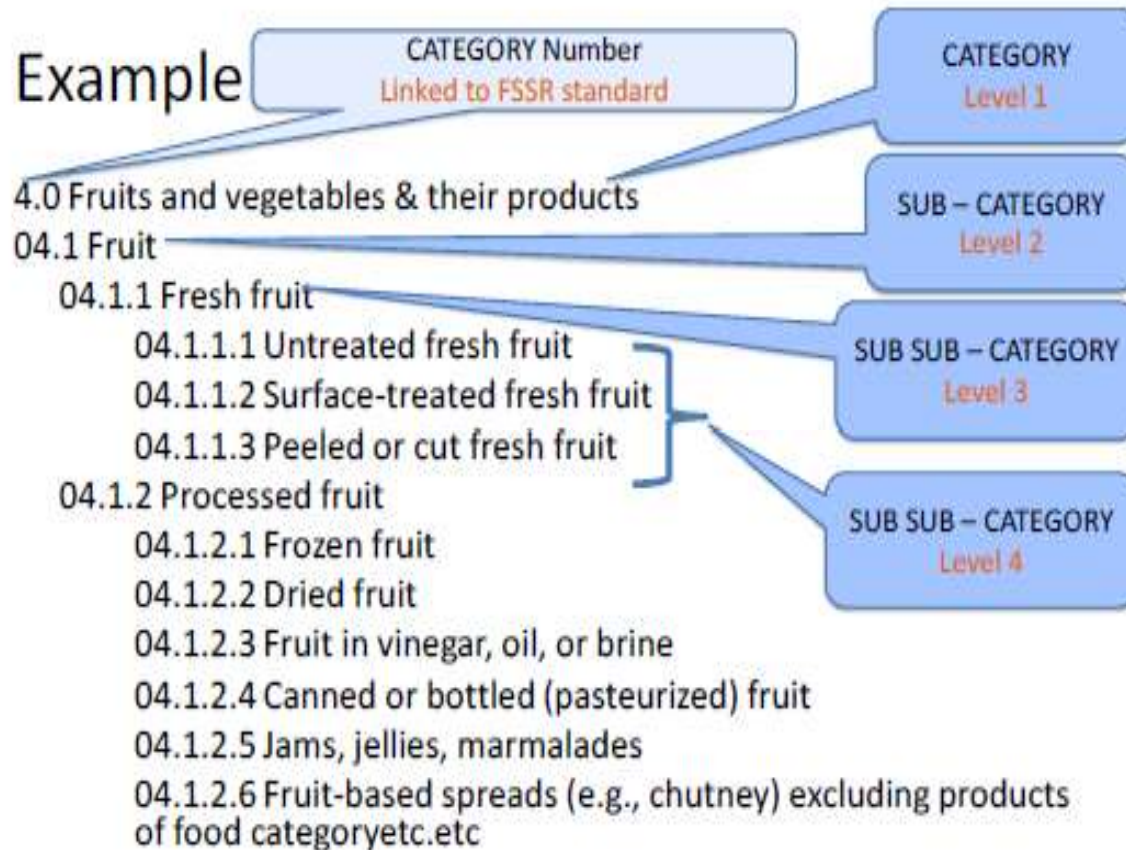 Example
CATEGORY Number
Linked to FSSR standard
CATEGORY
Level 1
4.0 Fruits and vegetables & their products
SUB – CATEGORY
Level 2
04.1 Fruit
04.1.1 Fresh fruit
SUB SUB – CATEGORY
Level 3
04.1.1.1 Untreated fresh fruit
04.1.1.2 Surface-treated fresh fruit
04.1.1.3 Peeled or cut fresh fruit
SUB SUB – CATEGORY
Level 4
04.1.2 Processed fruit
04.1.2.1 Frozen fruit
04.1.2.2 Dried fruit
04.1.2.3 Fruit in vinegar, oil, or brine
04.1.2.4 Canned or bottled (pasteurized) fruit
04.1.2.5 Jams, jellies, marmalades
04.1.2.6 Fruit-based spreads (e.g., chutney) excluding products
of food categoryetc.etc